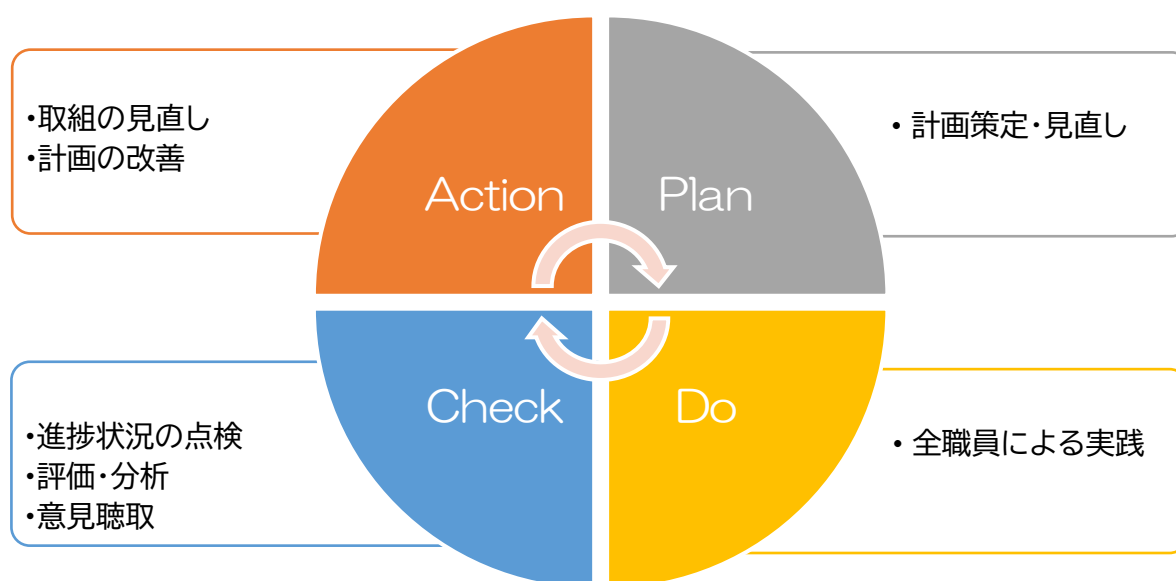 ・取組の見直し
・計画の改善
Action
Plan
・計画策定・見直し
・進捗状況の点検
・評価・分析
・意見聴取
Check
Do
・全職員による実践